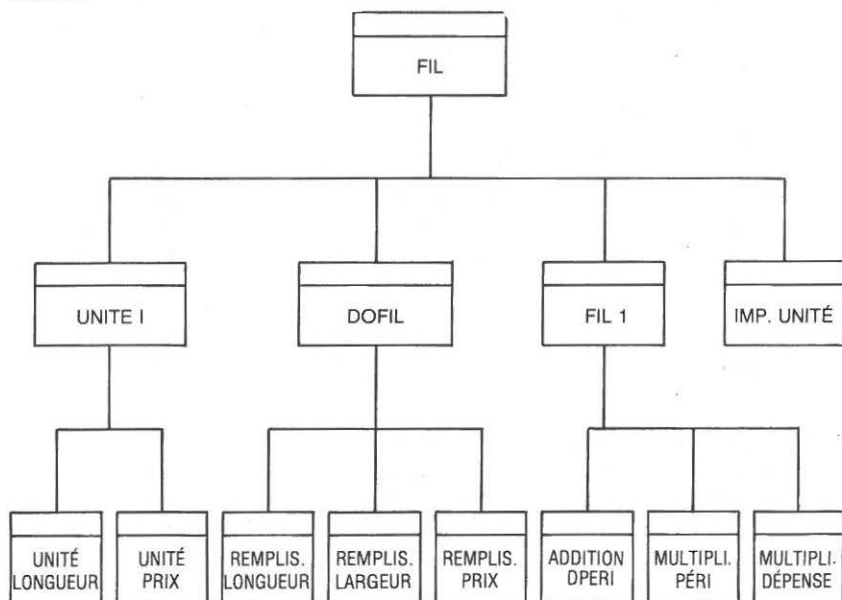 FIL
UNITE I
DOFIL
FIL 1
IMP. UNITÉ
UNITÉ
LONGUEUR
UNITÉ
PRIX
REMPLIS.
LONGUEUR
REMPLIS.
LARGEUR
REMPLIS.
PRIX
ADDITION
DPERI
MULTIPLI.
PÉRI
MULTIPLI.
DÉPENSE